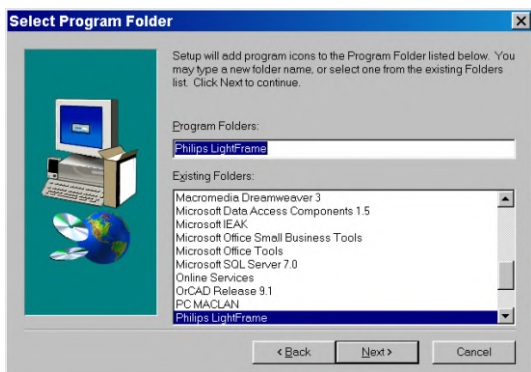 Select Program Folder
Setup will add program icons to the Program Folder listed below. You
may type a new folder name, or select one from the existing Folders
list. Click Next to continue.
Program Folders:
Philips LightFrame
Existing Folders:
Macromedia Dreamweaver 3
Microsoft Data Access Components 1.5
Microsoft IEAK
Microsoft Office Small Business Tools
Microsoft Office Tools
Microsoft SQL Server 7.0
Online Services
OrCAD Release 9.1
PC MACLAN
Philips LightFrame
< Back
Next >
Cancel